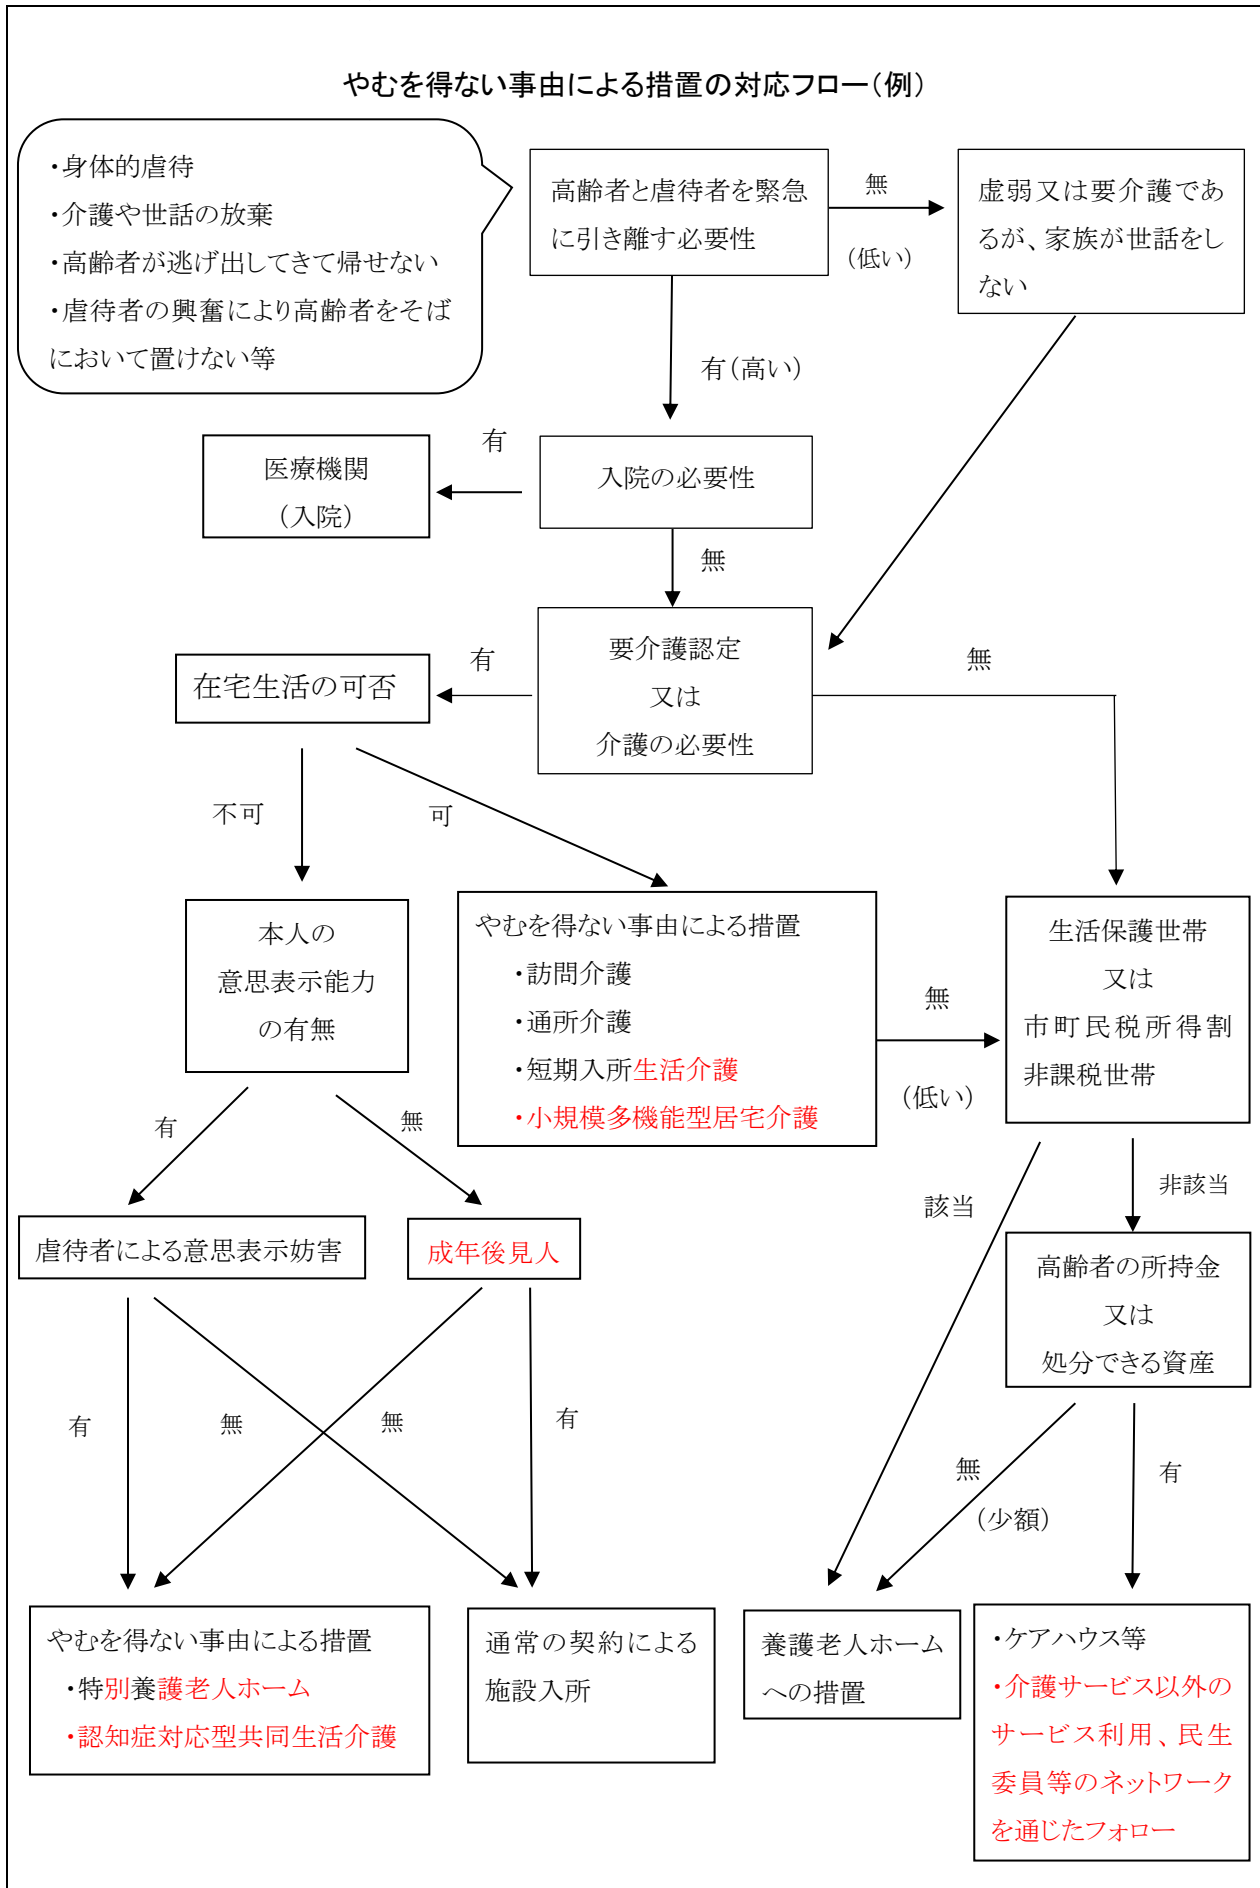 やむを得ない事由による措置の対応フロー(例)
・身体的虐待
・介護や世話の放棄
・高齢者が逃げ出してきて帰せない
・虐待者の興奮により高齢者をそば
において置けない等
高齢者と虐待者を緊急
に引き離す必要性
無
(低い)
虚弱又は要介護であ
るが、家族が世話をし
ない
有(高い)
医療機関
(入院)
有
入院の必要性
無
在宅生活の可否
有
要介護認定
又は
介護の必要性
無
不可
可
本人の
意思表示能力
の有無
やむを得ない事由による措置
・訪問介護
・通所介護
・短期入所生活介護
・小規模多機能型居宅介護
無
(低い)
生活保護世帯
又は
市町民税所得割
非課税世帯
有
無
該当
非該当
虐待者による意思表示妨害
成年後見人
高齢者の所持金
又は
処分できる資産
有
無
無
有
無
(少額)
有
やむを得ない事由による措置
・特別養護老人ホーム
・認知症対応型共同生活介護
通常の契約による
施設入所
養護老人ホーム
への措置
・ケアハウス等
・介護サービス以外の
サービス利用、民生
委員等のネットワーク
を通じたフォロー